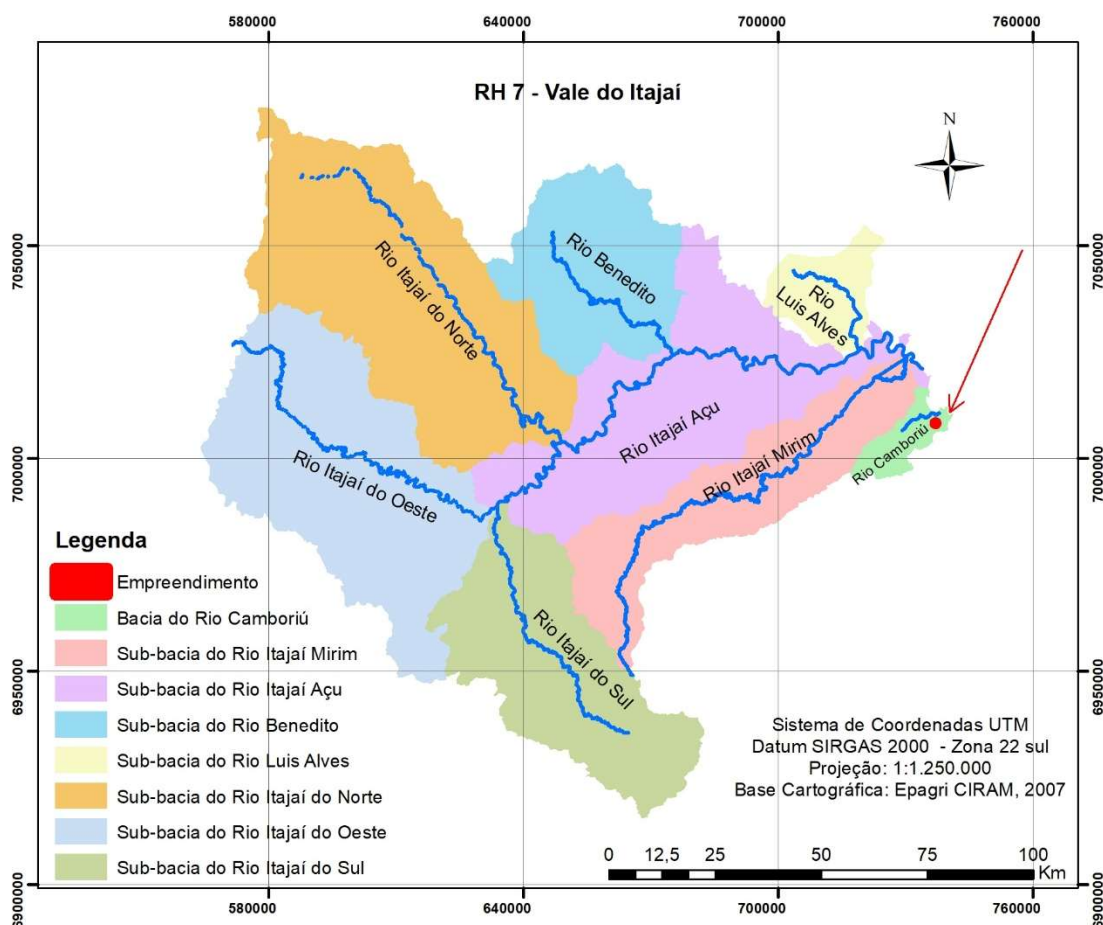 580000
640000
700000
760000
RH 7 - Vale do Itajaí
N
7050000
7050000
Rio Itajaí do Norte
Rio Benedito
Rio
Luis Alves
Rio Itajaí Açu
Rio Itajaí Mirim
Rio Camboriú
7000000
7000000
Rio Itajaí do Oeste
Rio Itajaí do Sul
Legenda
Empreendimento
Bacia do Rio Camboriú
Sub-bacia do Rio Itajaí Mirim
Sub-bacia do Rio Itajaí Açu
Sub-bacia do Rio Benedito
Sub-bacia do Rio Luis Alves
Sub-bacia do Rio Itajaí do Norte
Sub-bacia do Rio Itajaí do Oeste
Sub-bacia do Rio Itajaí do Sul
6950000
6950000
Sistema de Coordenadas UTM
Datum SIRGAS 2000 - Zona 22 sul
Projeção: 1:1.250.000
Base Cartográfica: Epagri CIRAM, 2007
0 12,5 25 50 75 100
Km
6900000
6900000
580000
640000
700000
760000